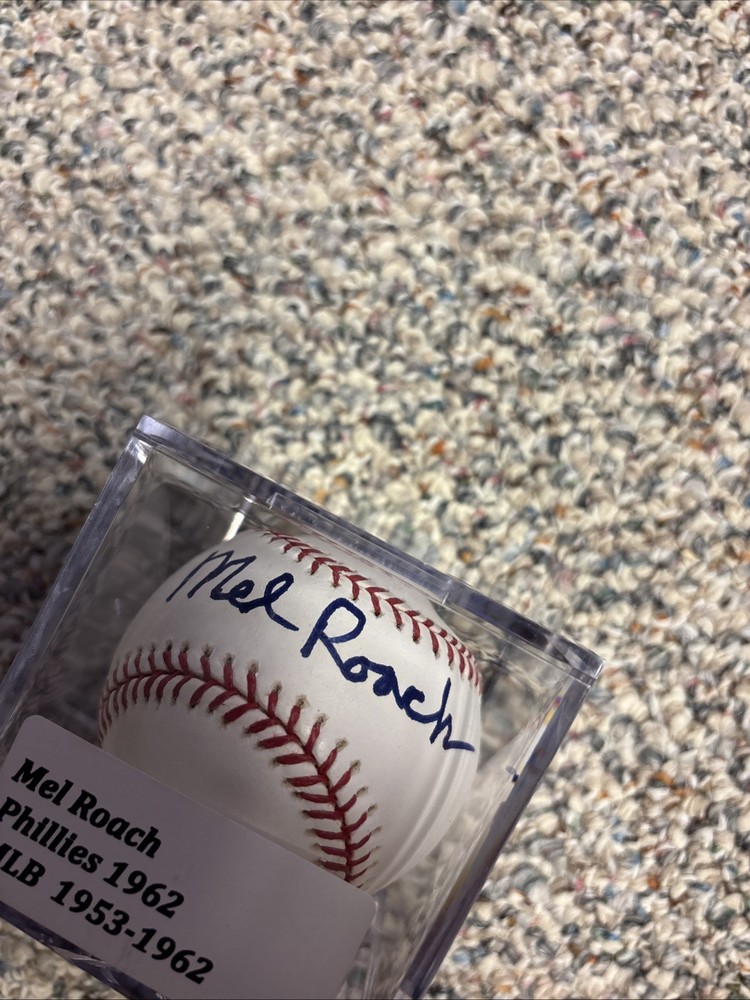 Mel Roach
Mel Roach
Phillies 1962
MLB 1953-1962